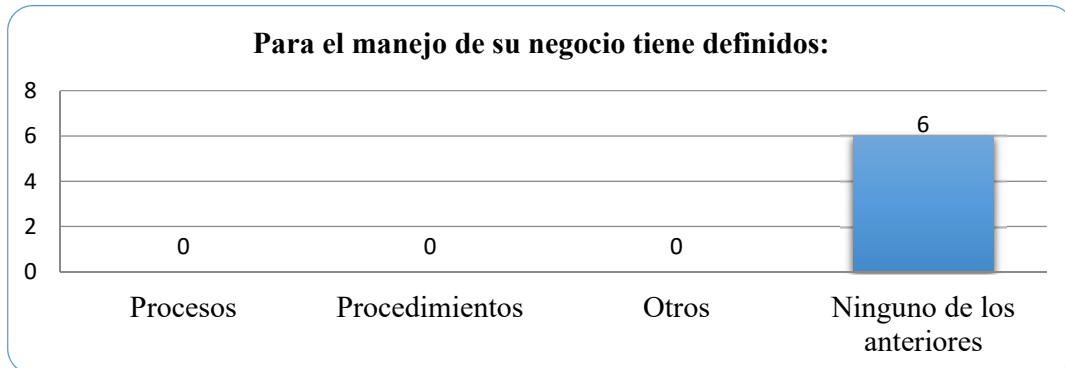 Para el manejo de su negocio tiene definidos:
8
6
4
2
0
0
0
0
6
Procesos
Procedimientos
Otros
Ninguno de los
anteriores